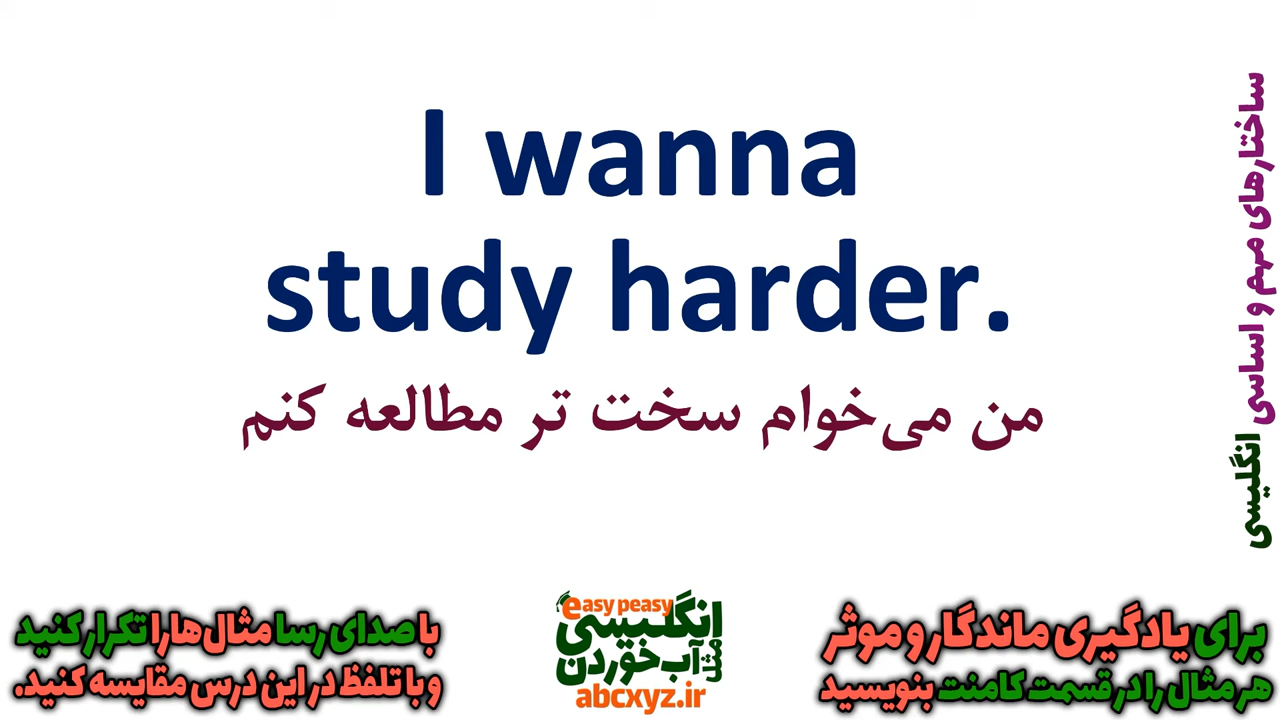 I wanna
study harder.
من می‌خوام سخت تر مطالعه کنم
ساختارهای مهم و اساسی انگلیسی
با صدای رسا مثال‌ها را تکرار کنید
و با تلفظ در این درس مقایسه کنید.
easy peasy
انگلیسی
مثل آب خوردن
abcxyz.ir
برای یادگیری ماندگار و موثر
هر مثال را در قسمت کامنت بنویسید